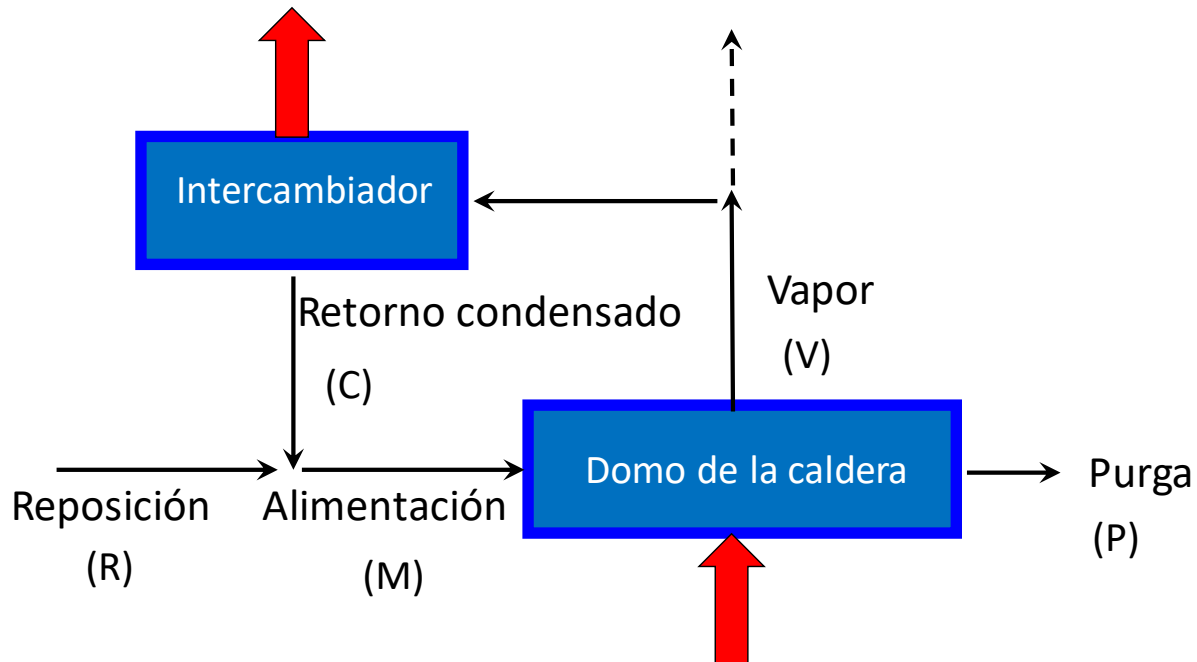 Intercambiador
Retorno condensado
(C)
Vapor
(V)
Reposición
(R)
Alimentación
(M)
Domo de la caldera
Purga
(P)